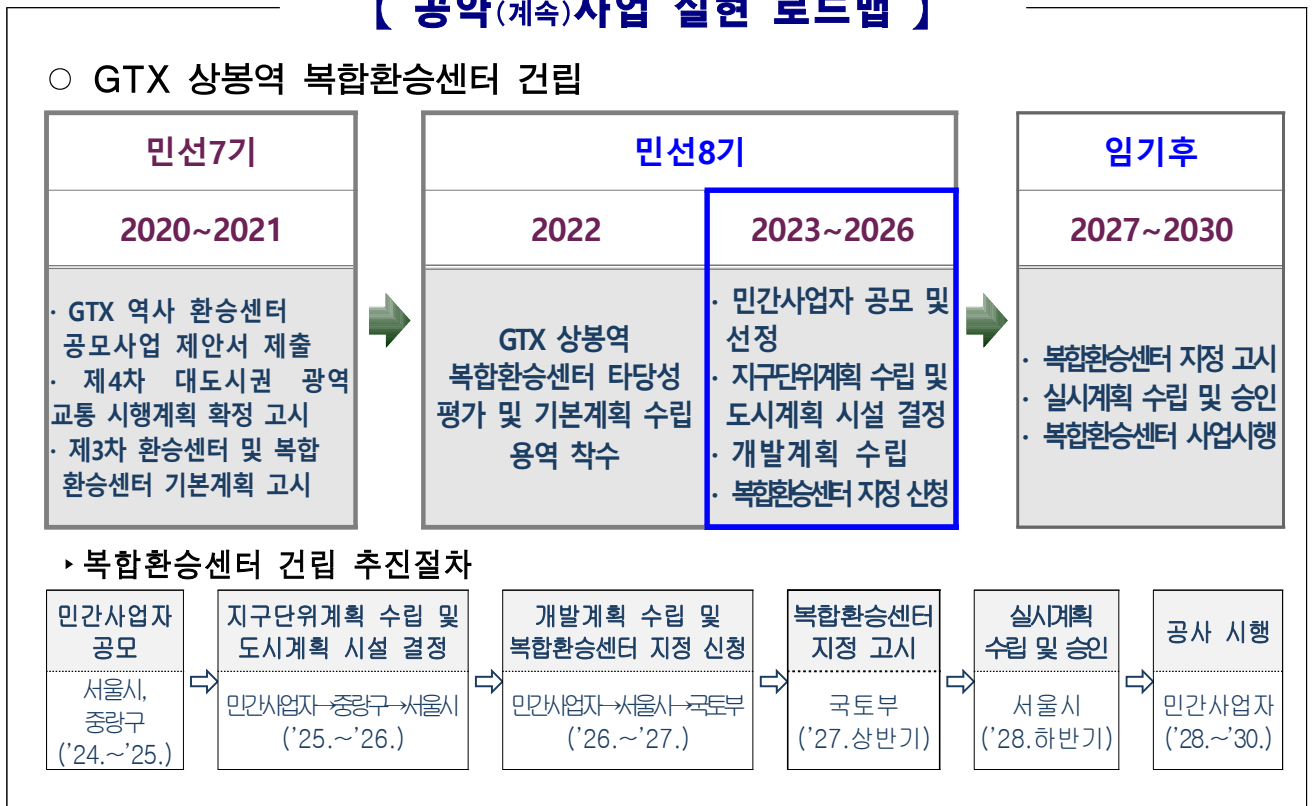 【 공약(계속)사업 실현 로드맵 】
○ GTX 상봉역 복합환승센터 건립
민선7기
2020~2021
· GTX 역사 환승센터
공모사업 제안서 제출
· 제4차 대도시권 광역
교통 시행계획 확정 고시
· 제3차 환승센터 및 복합
환승센터 기본계획 고시
민선8기
2022
GTX 상봉역
복합환승센터 타당성
평가 및 기본계획 수립
용역 착수
2023~2026
· 민간사업자 공모 및
선정
· 지구단위계획 수립 및
도시계획 시설 결정
· 개발계획 수립
· 복합환승센터 지정 신청
임기후
2027~2030
· 복합환승센터 지정 고시
· 실시계획 수립 및 승인
· 복합환승센터 사업시행
▸복합환승센터 건립 추진절차
민간사업자
공모
서울시,
중랑구
('24.~'25.)
지구단위계획 수립 및
도시계획 시설 결정
민간사업자→중랑구→서울시
('25.~'26.)
개발계획 수립 및
복합환승센터 지정 신청
민간사업자→서울시→국토부
('26.~'27.)
복합환승센터
지정 고시
국토부
('27.상반기)
실시계획
수립 및 승인
서울시
('28.하반기)
공사 시행
민간사업자
('28.~'30.)